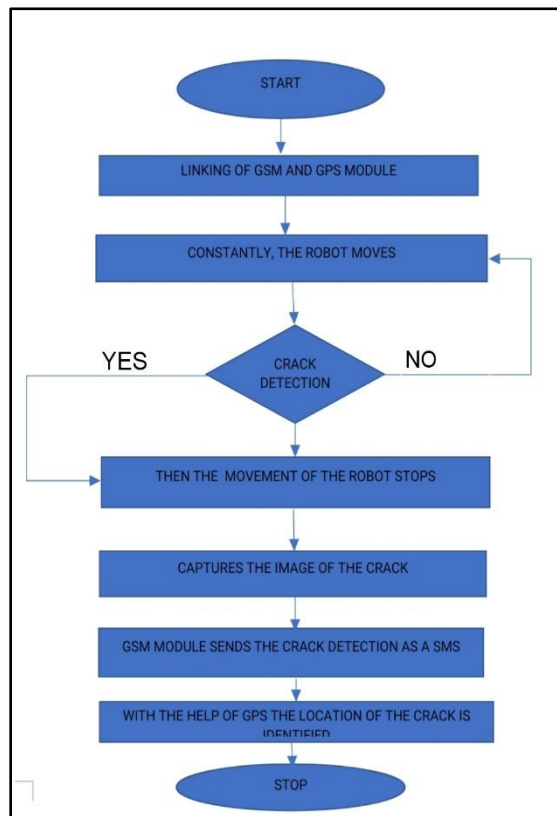 START
LINKING OF GSM AND GPS MODULE
CONSTANTLY, THE ROBOT MOVES
YES
CRACK
DETECTION
NO
THEN THE MOVEMENT OF THE ROBOT STOPS
CAPTURES THE IMAGE OF THE CRACK
GSM MODULE SENDS THE CRACK DETECTION AS A SMS
WITH THE HELP OF GPS THE LOCATION OF THE CRACK IS
IDENTIFIED
STOP